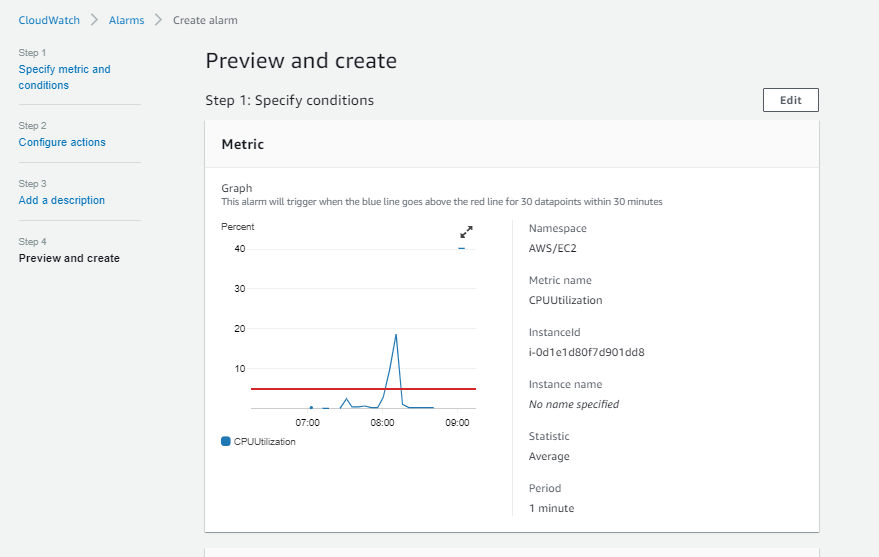 CloudWatch > Alarms > Create alarm
Step 1
Specify metric and
conditions
Step 2
Configure actions
Step 3
Add a description
Step 4
Preview and create
Preview and create
Step 1: Specify conditions
Edit
Metric
Graph
This alarm will trigger when the blue line goes above the red line for 30 datapoints within 30 minutes
Percent
40
30
20
10
07:00 08:00 09:00
CPUUtilization
Namespace
AWS/EC2
Metric name
CPUUtilization
InstanceId
i-0d1e1d80f7d901dd8
Instance name
No name specified
Statistic
Average
Period
1 minute